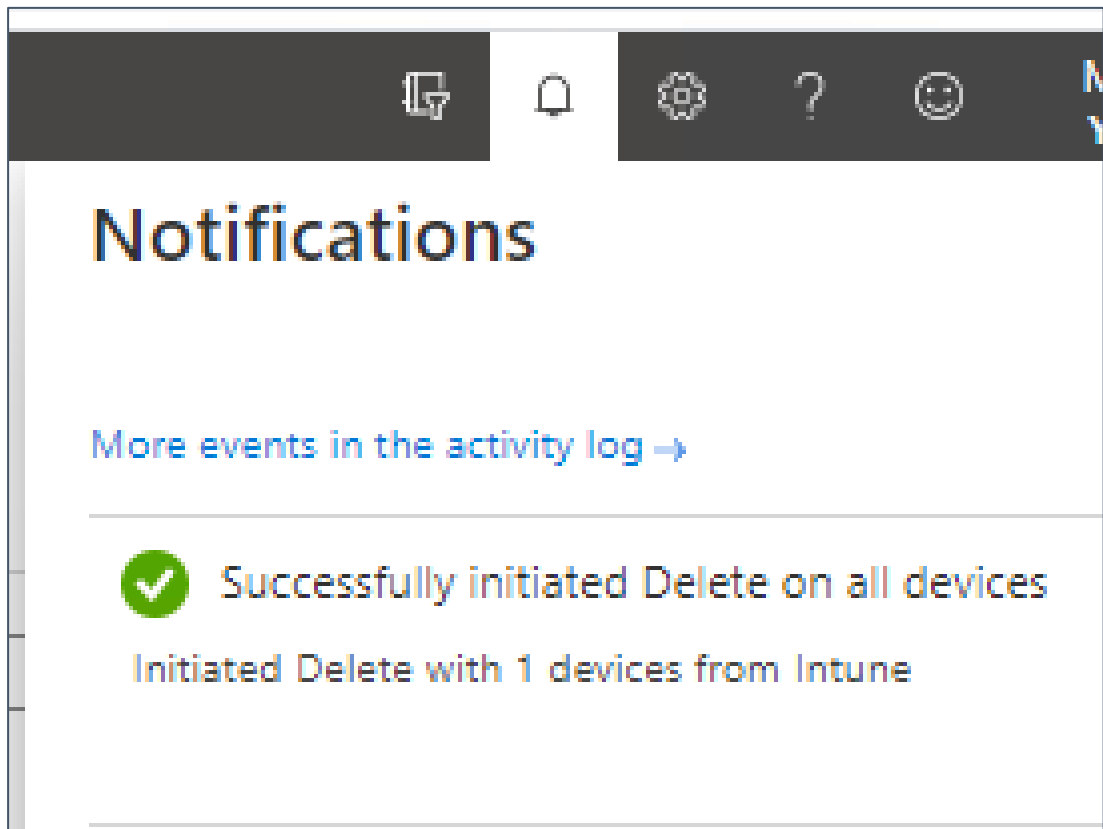 Notifications
More events in the activity log →
Successfully initiated Delete on all devices
Initiated Delete with 1 devices from Intune